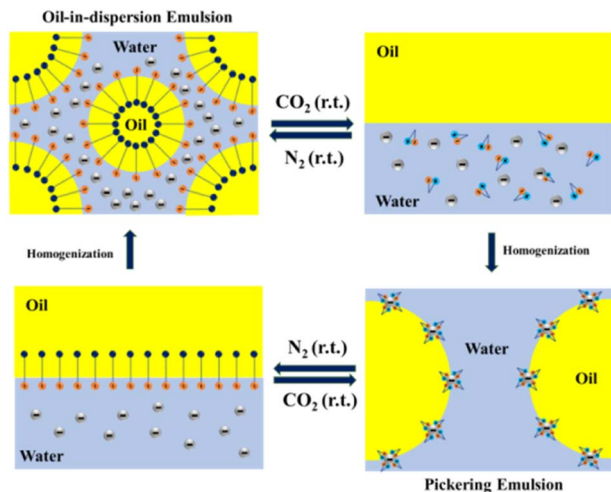 Oil-in-dispersion Emulsion
Water
Oil
CO2 (r.t.)
N2 (r.t.)
Oil
Water
Homogenization
Homogenization
Oil
Water
N2 (r.t.)
CO2 (r.t.)
Water
Oil
Pickering Emulsion